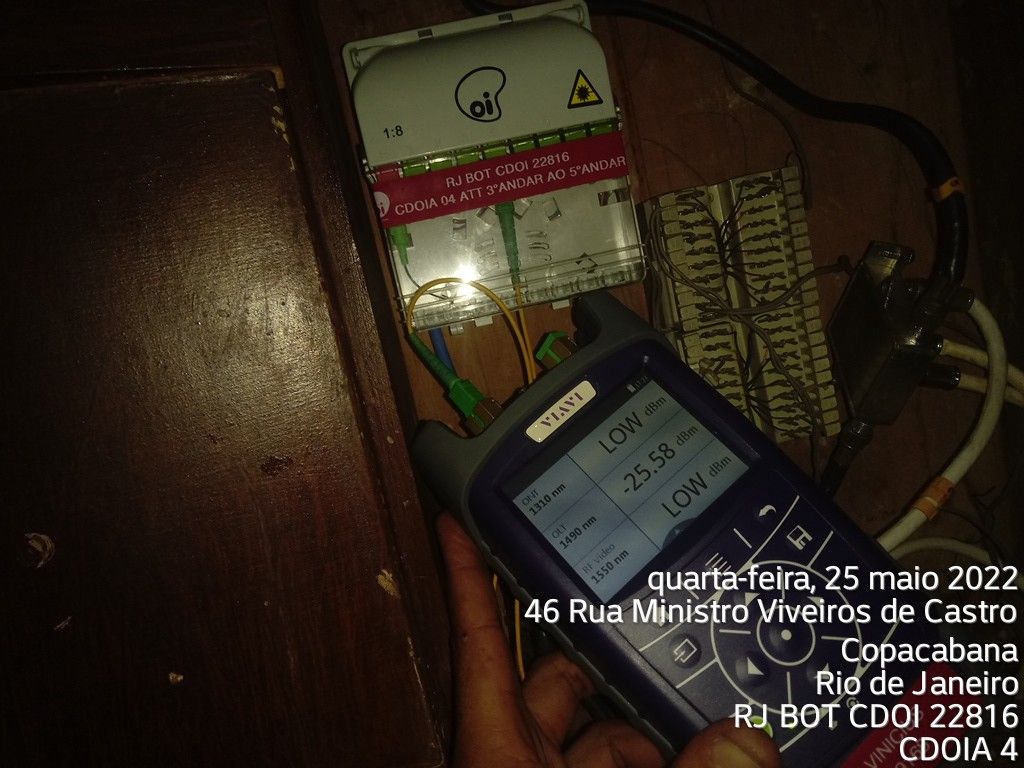 oi
1:8
RJ BOT CDOI 22816
CDOIA 04 ATT 3°ANDAR AO 5°ANDAR
VIAVI
ONT
1310 nm
LOW dBm
OLT
1490 nm
-25.58 dBm
RF video
1550 nm
LOW dBm
quarta-feira, 25 maio 2022
46 Rua Ministro Viveiros de Castro
Copacabana
Rio de Janeiro
RJ BOT CDOI 22816
CDOIA 4